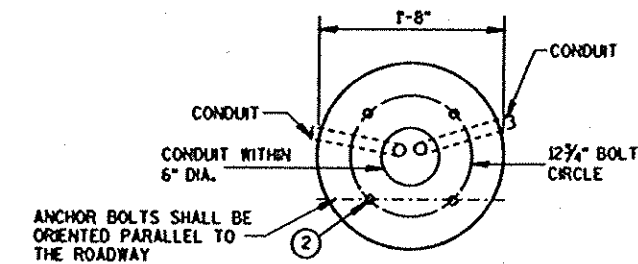 1'-8"
CONDUIT
CONDUIT
CONDUIT WITHIN
6" DIA.
12¾" BOLT
CIRCLE
ANCHOR BOLTS SHALL BE
ORIENTED PARALLEL TO
THE ROADWAY
2